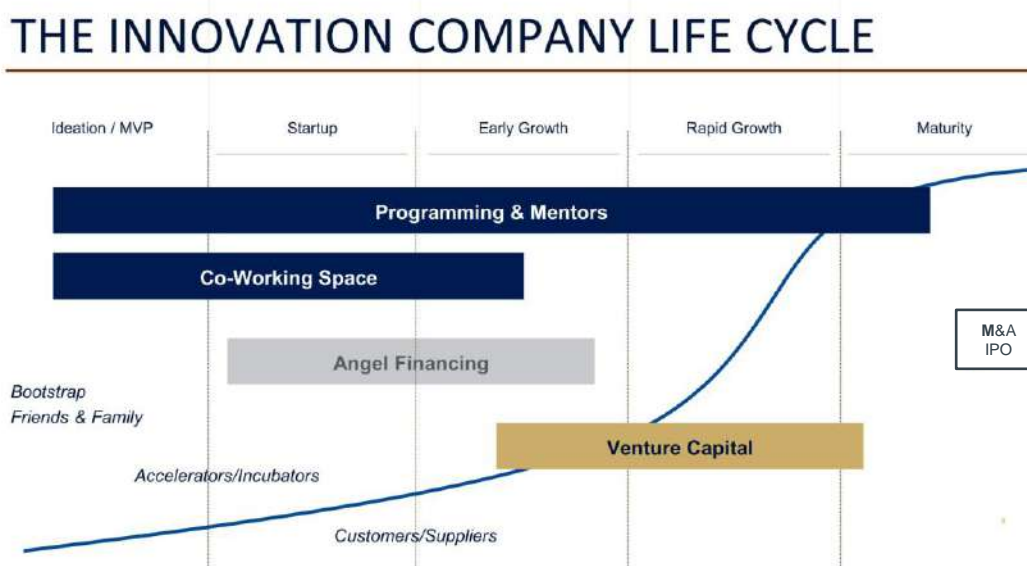 THE INNOVATION COMPANY LIFE CYCLE
Ideation / MVP
Startup
Early Growth
Rapid Growth
Maturity
Programming & Mentors
Co-Working Space
M&A
IPO
Angel Financing
Bootstrap
Friends & Family
Venture Capital
Accelerators/Incubators
Customers/Suppliers